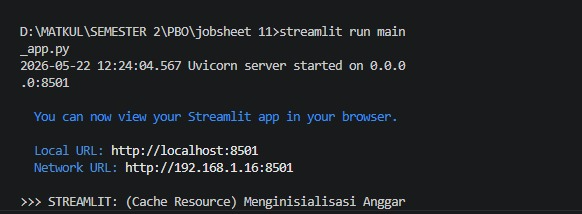 D:\MATKUL\SEMESTER 2\PBO\jobsheet 11>streamlit run main
_app.py
2026-05-22 12:24:04.567 Uvicorn server started on 0.0.0
.0:8501
You can now view your Streamlit app in your browser.
Local URL: http://localhost:8501
Network URL: http://192.168.1.16:8501
>>> STREAMLIT: (Cache Resource) Menginisialisasi Anggar